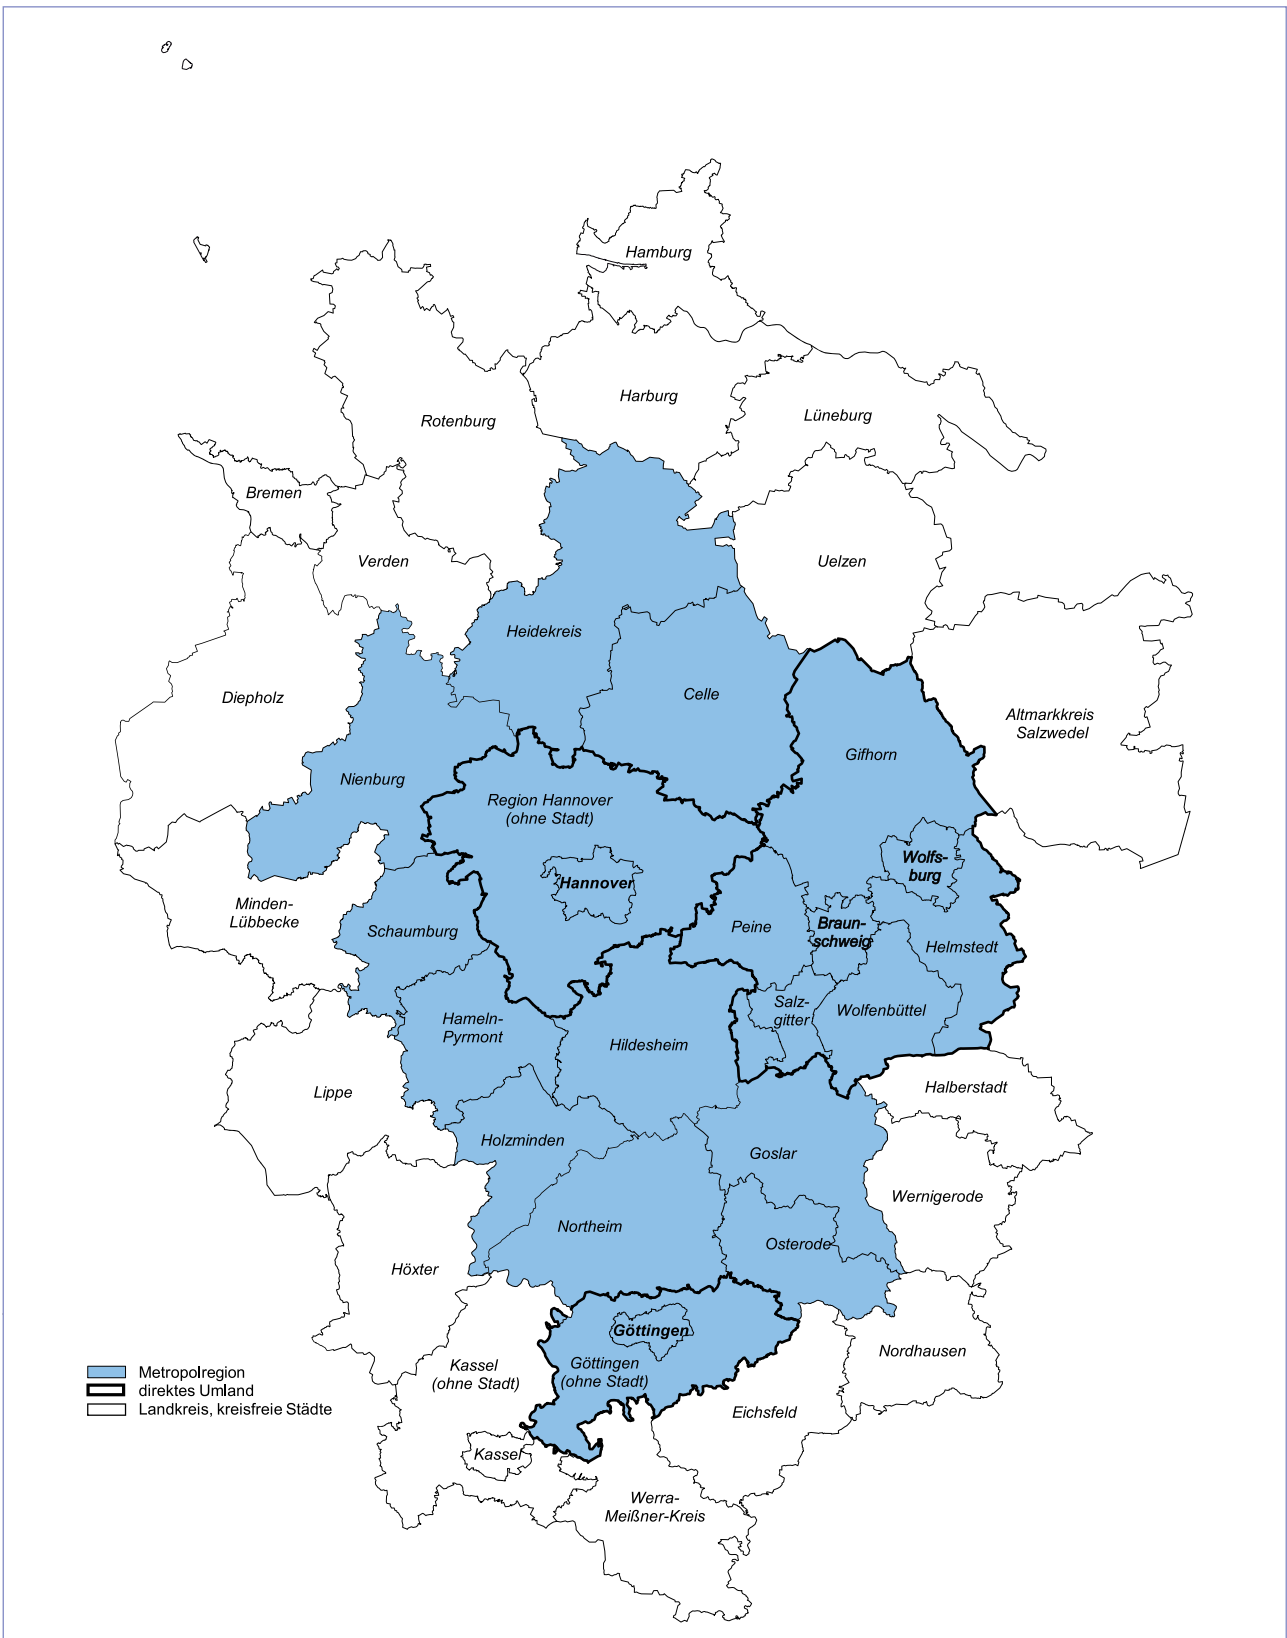 Hamburg
Harburg
Lüneburg
Rotenburg
Bremen
Verden
Uelzen
Heidekreis
Celle
Diepholz
Altmarkkreis
Salzwedel
Gifhorn
Nienburg
Region Hannover
(ohne Stadt)
Wolfs-
burg
Hannover
Minden-
Lübbecke
Schaumburg
Peine
Braun-
schweig
Helmstedt
Hameln-
Pyrmont
Salz-
gitter
Wolfenbüttel
Hildesheim
Lippe
Halberstadt
Holzminden
Goslar
Wernigerode
Northeim
Osterode
Höxter
Göttingen
Nordhausen
Kassel
(ohne Stadt)
Göttingen
(ohne Stadt)
Eichsfeld
Kassel
Werra-
Meißner-Kreis
Metropolregion
direktes Umland
Landkreis, kreisfreie Städte